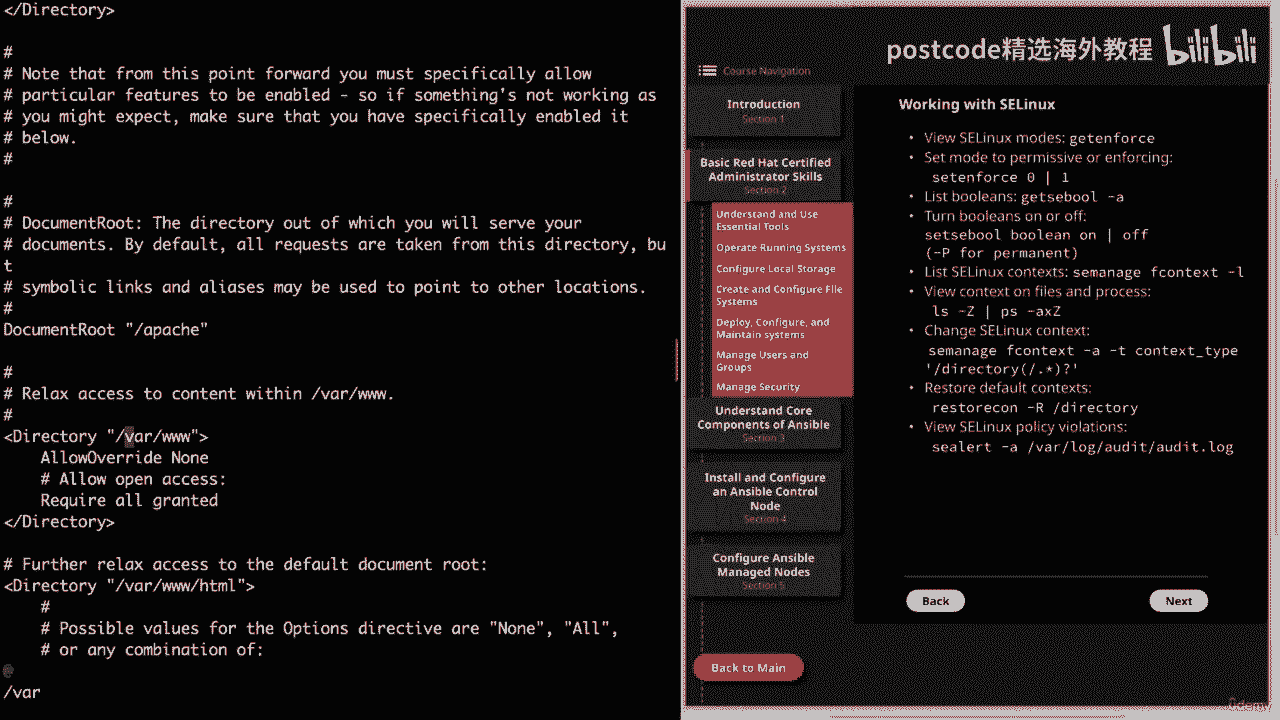 </Directory>
#
# Note that from this point forward you must specifically allow
# particular features to be enabled - so if something's not working as
# you might expect, make sure that you have specifically enabled it
# below.
#
#
# DocumentRoot: The directory out of which you will serve your
# documents. By default, all requests are taken from this directory, bu
t
# symbolic links and aliases may be used to point to other locations.
#
DocumentRoot "/apache"
#
# Relax access to content within /var/www.
#
<Directory "/var/www">
AllowOverride None
# Allow open access:
Require all granted
</Directory>
# Further relax access to the default document root:
<Directory "/var/www/html">
#
# Possible values for the Options directive are "None", "All",
# or any combination of:
@
/var
postcode精选海外教程 bilibili
Course Navigation
Introduction
Section 1
Basic Red Hat Certified
Administrator Skills
Section 2
Understand and Use
Essential Tools
Operate Running Systems
Configure Local Storage
Create and Configure File
Systems
Deploy, Configure, and
Maintain systems
Manage Users and
Groups
Manage Security
Understand Core
Components of Ansible
Section 3
Install and Configure
an Ansible Control
Node
Section 4
Configure Ansible
Managed Nodes
Section 5
Back to Main
Working with SELinux
• View SELinux modes: getenforce
• Set mode to permissive or enforcing:
setenforce 0 | 1
• List booleans: getsebool -a
• Turn booleans on or off:
setsebool boolean on | off
(-P for permanent)
• List SELinux contexts: semanage fcontext -l
• View context on files and process:
ls -Z | ps -axZ
• Change SELinux context:
semanage fcontext -a -t context_type
'/directory(/.*)?'
• Restore default contexts:
restorecon -R /directory
• View SELinux policy violations:
sealert -a /var/log/audit/audit.log
Back
Next
Udemy